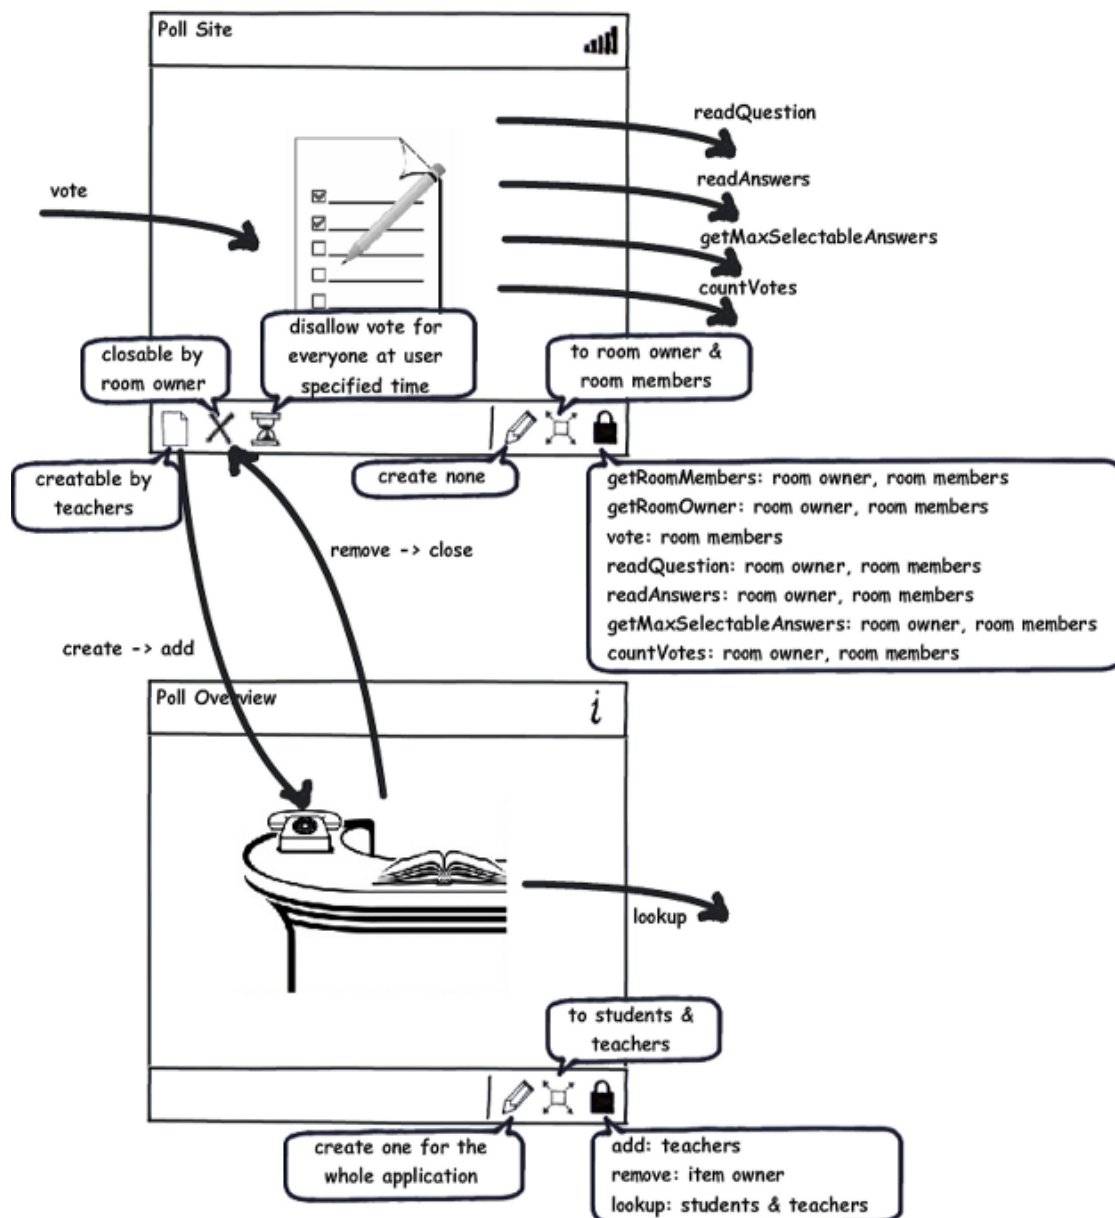 Poll Site
readQuestion
readAnswers
vote
getMaxSelectableAnswers
countVotes
closable by
room owner
disallow vote for
everyone at user
specified time
to room owner &
room members
creatable by
teachers
create none
getRoomMembers: room owner, room members
getRoomOwner: room owner, room members
vote: room members
readQuestion: room owner, room members
readAnswers: room owner, room members
getMaxSelectableAnswers: room owner, room members
countVotes: room owner, room members
remove -> close
create -> add
Poll Overview
i
lookup
to students &
teachers
create one for the
whole application
add: teachers
remove: item owner
lookup: students & teachers